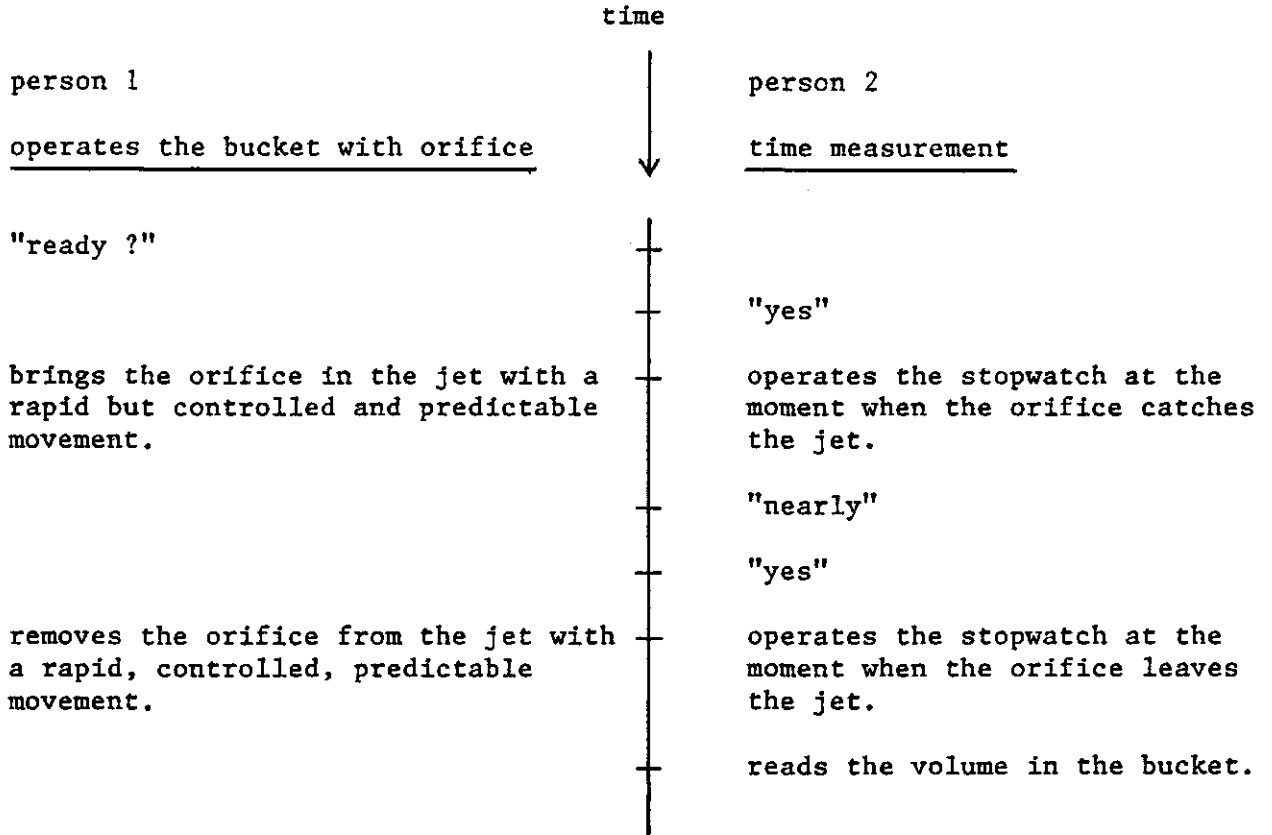 time
person 1
person 2
operates the bucket with orifice
time measurement
"ready ?"
"yes"
brings the orifice in the jet with a
rapid but controlled and predictable
movement.
operates the stopwatch at the
moment when the orifice catches
the jet.
"nearly"
"yes"
removes the orifice from the jet with
a rapid, controlled, predictable
movement.
operates the stopwatch at the
moment when the orifice leaves
the jet.
reads the volume in the bucket.